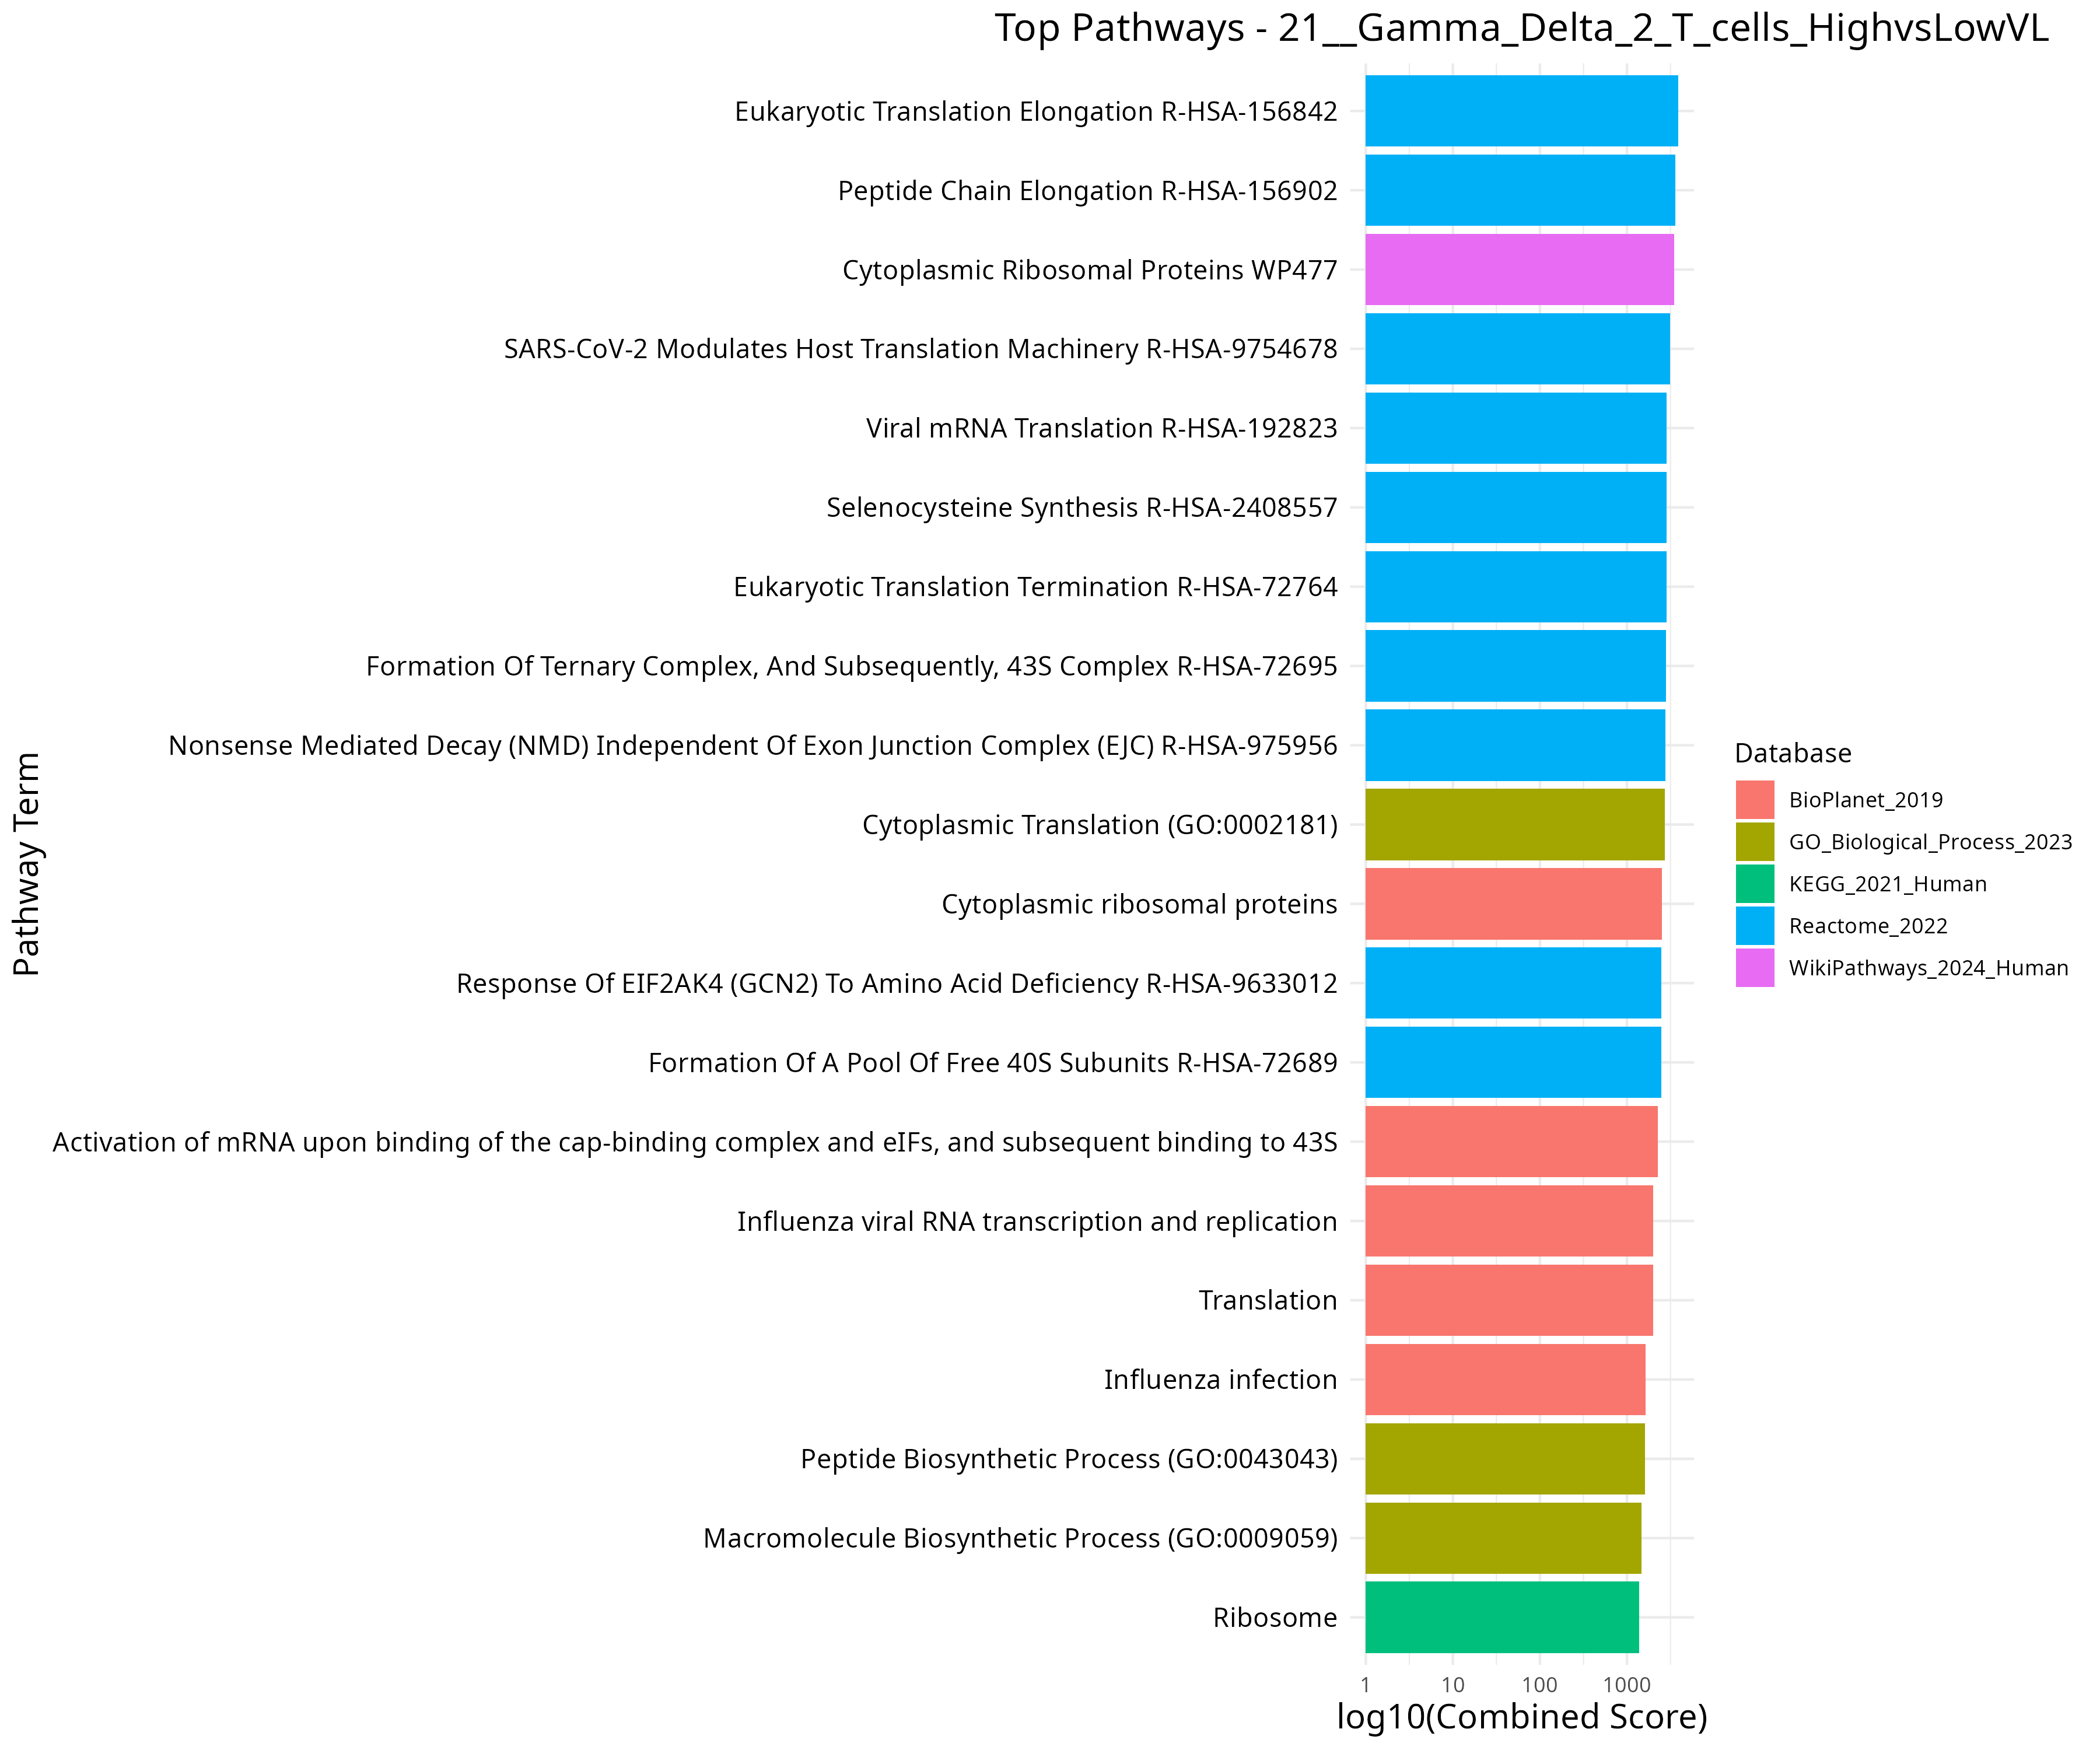 Top Pathways - 21__Gamma_Delta_2_T_cells_HighvsLowVL
Pathway Term
Eukaryotic Translation Elongation R-HSA-156842
Peptide Chain Elongation R-HSA-156902
Cytoplasmic Ribosomal Proteins WP477
SARS-CoV-2 Modulates Host Translation Machinery R-HSA-9754678
Viral mRNA Translation R-HSA-192823
Selenocysteine Synthesis R-HSA-2408557
Eukaryotic Translation Termination R-HSA-72764
Formation Of Ternary Complex, And Subsequently, 43S Complex R-HSA-72695
Nonsense Mediated Decay (NMD) Independent Of Exon Junction Complex (EJC) R-HSA-975956
Cytoplasmic Translation (GO:0002181)
Cytoplasmic ribosomal proteins
Response Of EIF2AK4 (GCN2) To Amino Acid Deficiency R-HSA-9633012
Formation Of A Pool Of Free 40S Subunits R-HSA-72689
Activation of mRNA upon binding of the cap-binding complex and eIFs, and subsequent binding to 43S
Influenza viral RNA transcription and replication
Translation
Influenza infection
Peptide Biosynthetic Process (GO:0043043)
Macromolecule Biosynthetic Process (GO:0009059)
Ribosome
1 10 100 1000
log10(Combined Score)
Database
BioPlanet_2019
GO_Biological_Process_2023
KEGG_2021_Human
Reactome_2022
WikiPathways_2024_Human